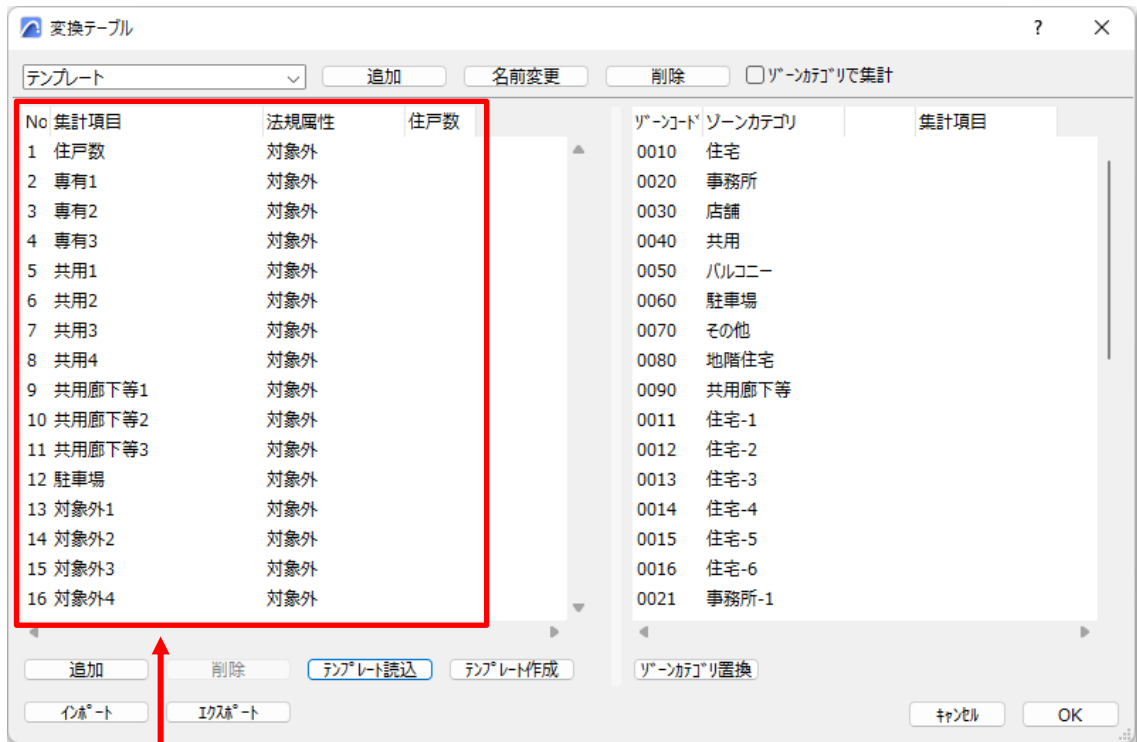 変換テーブル ? ×
テンプレート 追加 名前変更 削除 ｿﾞｰﾝｶﾃｺﾞﾘで集計
No 集計項目 法規属性 住戸数
1 住戸数 対象外
2 専有1 対象外
3 専有2 対象外
4 専有3 対象外
5 共用1 対象外
6 共用2 対象外
7 共用3 対象外
8 共用4 対象外
9 共用廊下等1 対象外
10 共用廊下等2 対象外
11 共用廊下等3 対象外
12 駐車場 対象外
13 対象外1 対象外
14 対象外2 対象外
15 対象外3 対象外
16 対象外4 対象外
ｿﾞｰﾝｺｰﾄﾞ ゾーンカテゴリ 集計項目
0010 住宅
0020 事務所
0030 店舗
0040 共用
0050 バルコニー
0060 駐車場
0070 その他
0080 地階住宅
0090 共用廊下等
0011 住宅-1
0012 住宅-2
0013 住宅-3
0014 住宅-4
0015 住宅-5
0016 住宅-6
0021 事務所-1
追加 削除 ﾃﾝﾌﾟﾚｰﾄ読込 ﾃﾝﾌﾟﾚｰﾄ作成 ｿﾞｰﾝｶﾃｺﾞﾘ置換
ｲﾝﾎﾟｰﾄ ｴｸｽﾎﾟｰﾄ ｷｬﾝｾﾙ OK